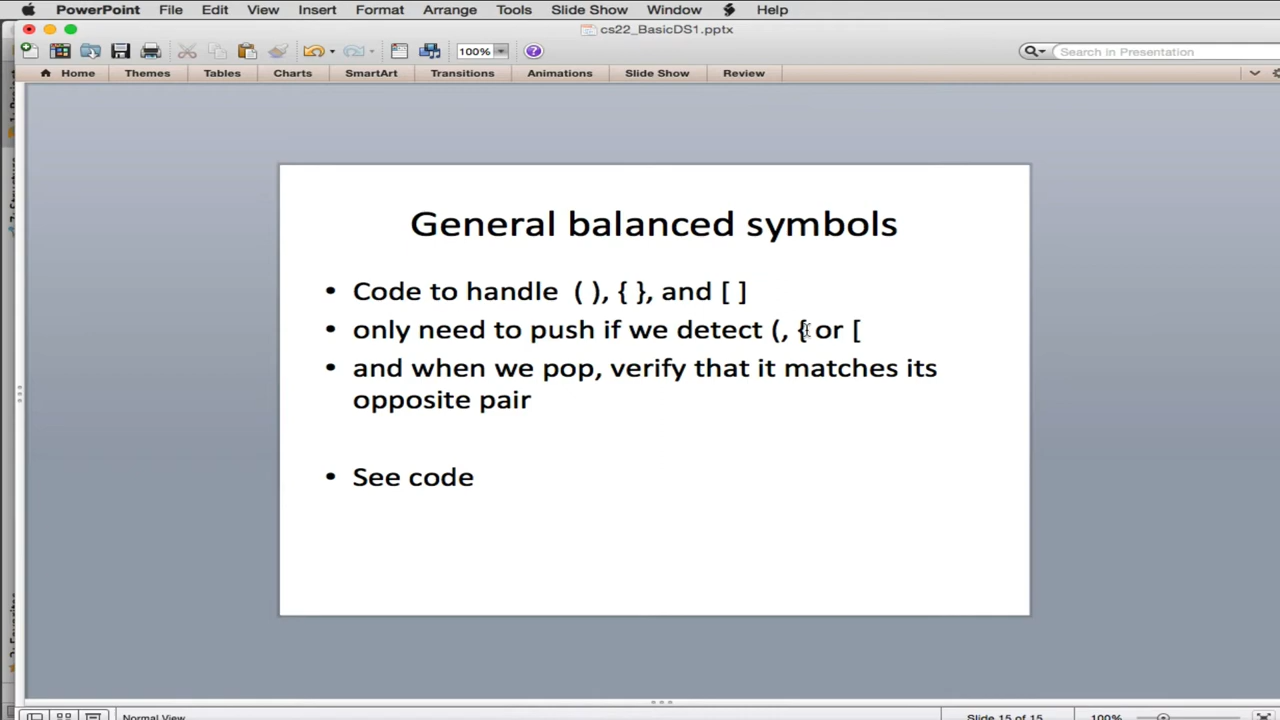 PowerPoint File Edit View Insert Format Arrange Tools Slide Show Window Help
cs22_BasicDS1.pptx
100% Search in Presentation
Home Themes Tables Charts SmartArt Transitions Animations Slide Show Review
General balanced symbols
• Code to handle ( ), { }, and [ ]
• only need to push if we detect (, { or [
• and when we pop, verify that it matches its
opposite pair
• See code
Normal View Slide 15 of 15 100%